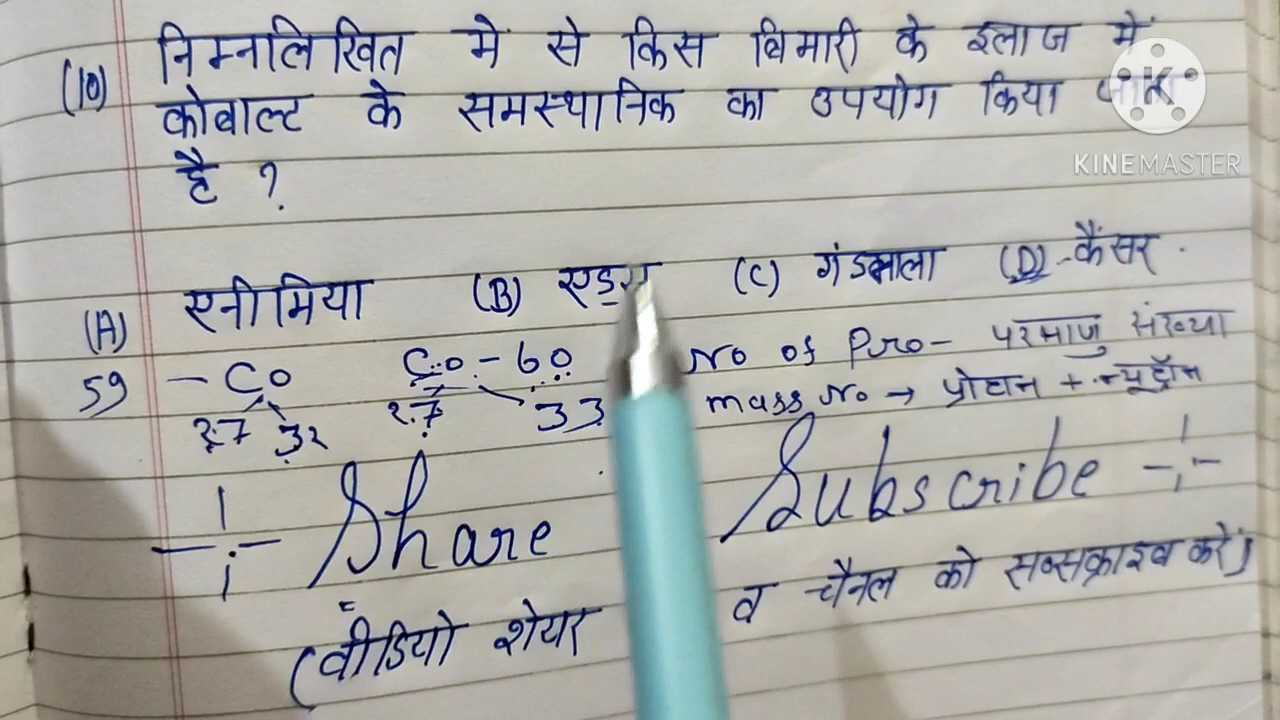 (10) निम्नलिखित में से किस बिमारी के इलाज में
कोबाल्ट के समस्थानिक का उपयोग किया
है ?
(A) एनीमिया (B) एड्स (C) गंडमाला (D) कैंसर.
59 - Co Co - 60 No of Pro - परमाणु संख्या
27 32 27 33 mass No → प्रोटान + न्यूट्रॉन
Share Subscribe
(वीडियो शेयर व चैनल को सब्सक्राइब करें)
K
KINEMASTER